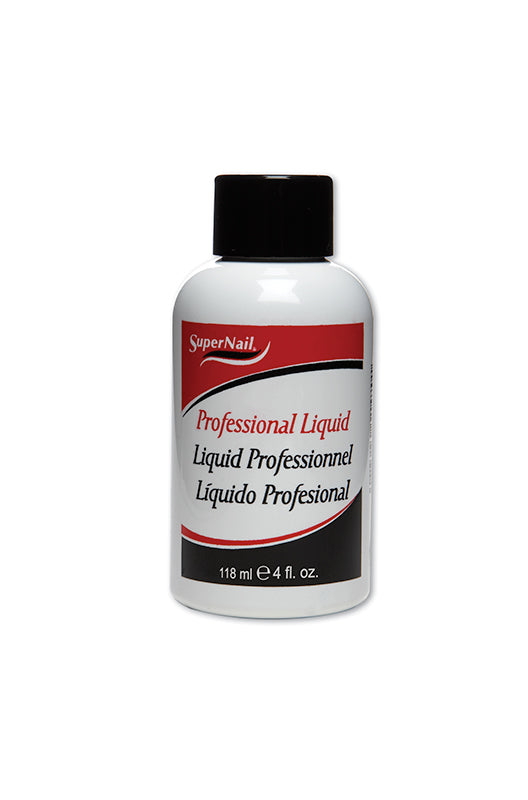 SuperNail®
Professional Liquid
Liquid Professionnel
Líquido Profesional
118 ml ℮ 4 fl. oz.